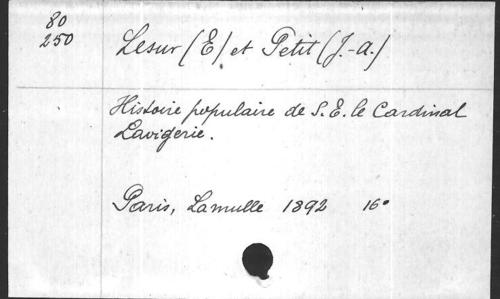 80
250
Lesur (E) et Petit (J.-A.)
Histoire populaire de S. E. le Cardinal
Lavigerie.
Paris, Lamulle 1892 16°